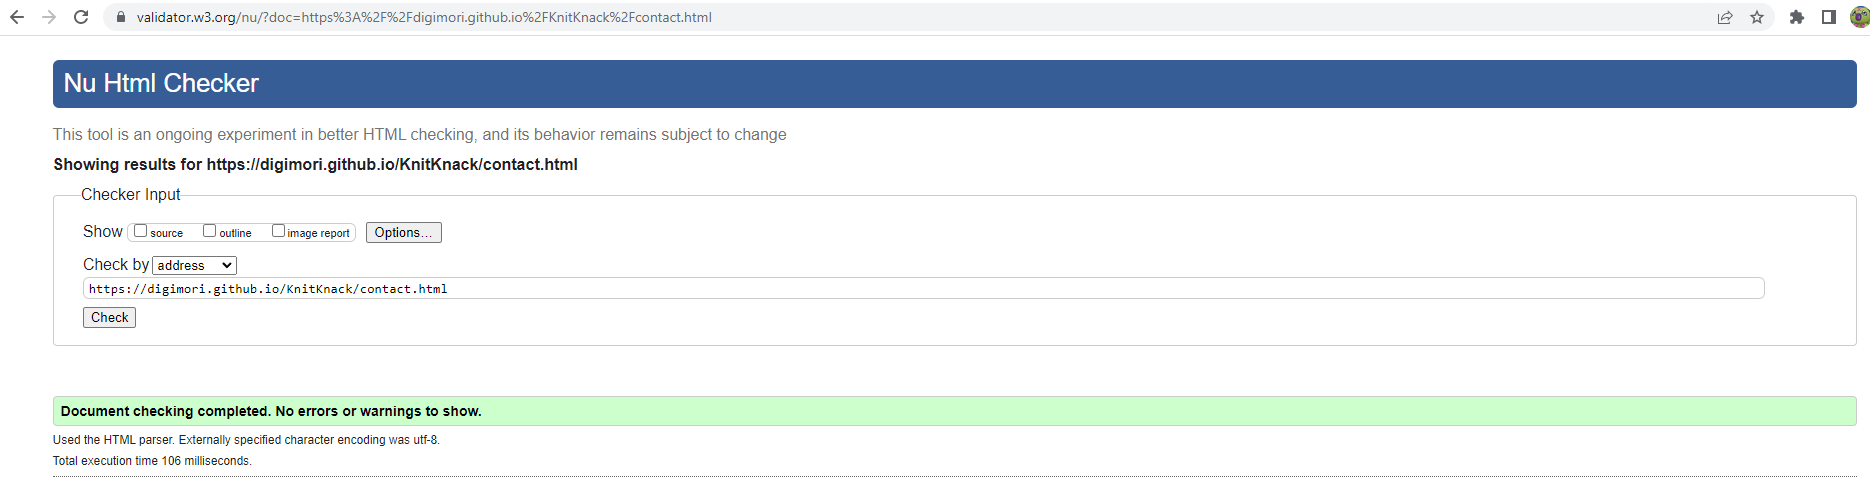 validator.w3.org/nu/?doc=https%3A%2F%2Fdigimori.github.io%2FKnitKnack%2Fcontact.html
Nu Html Checker
This tool is an ongoing experiment in better HTML checking, and its behavior remains subject to change
Showing results for https://digimori.github.io/KnitKnack/contact.html
Checker Input
Show source outline image report Options...
Check by address
https://digimori.github.io/KnitKnack/contact.html
Check
Document checking completed. No errors or warnings to show.
Used the HTML parser. Externally specified character encoding was utf-8.
Total execution time 106 milliseconds.